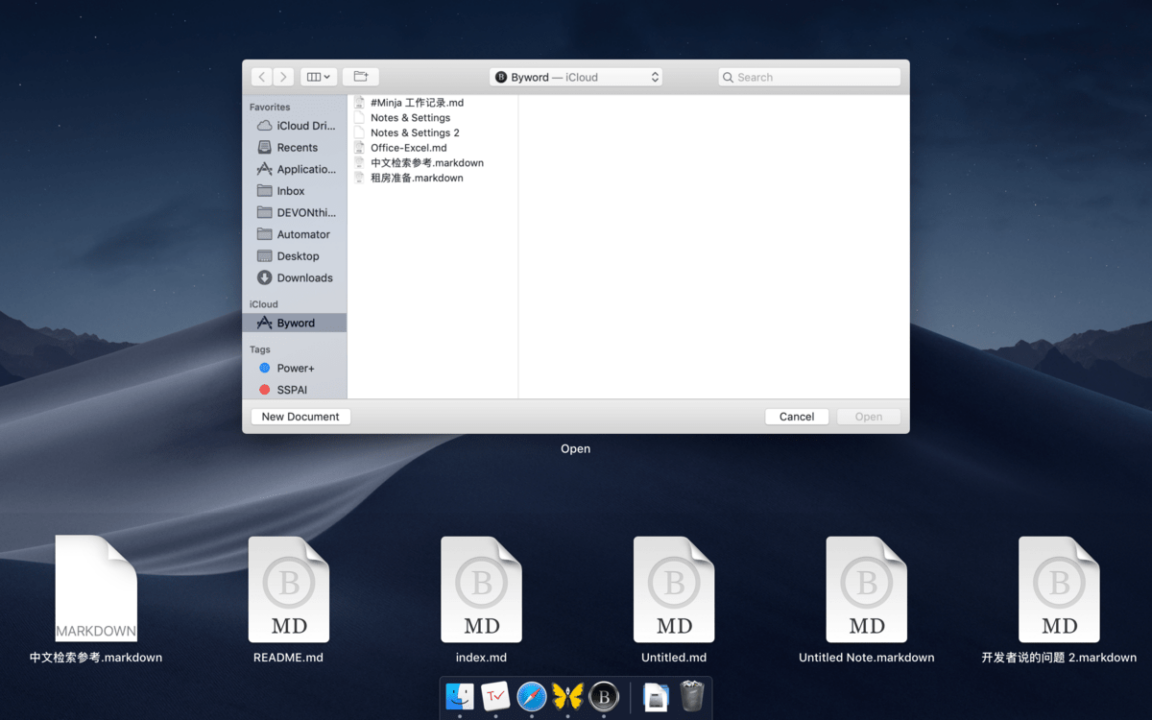 Byword — iCloud
Search
Favorites
iCloud Dri...
Recents
Applicatio...
Inbox
DEVONthi...
Automator
Desktop
Downloads
iCloud
Byword
Tags
Power+
SSPAI
#Minja 工作记录.md
Notes & Settings
Notes & Settings 2
Office-Excel.md
中文检索参考.markdown
租房准备.markdown
New Document
Cancel
Open
Open
MARKDOWN
B
MD
B
MD
B
MD
B
MD
B
MD
中文检索参考.markdown
README.md
index.md
Untitled.md
Untitled Note.markdown
开发者说的问题 2.markdown
B